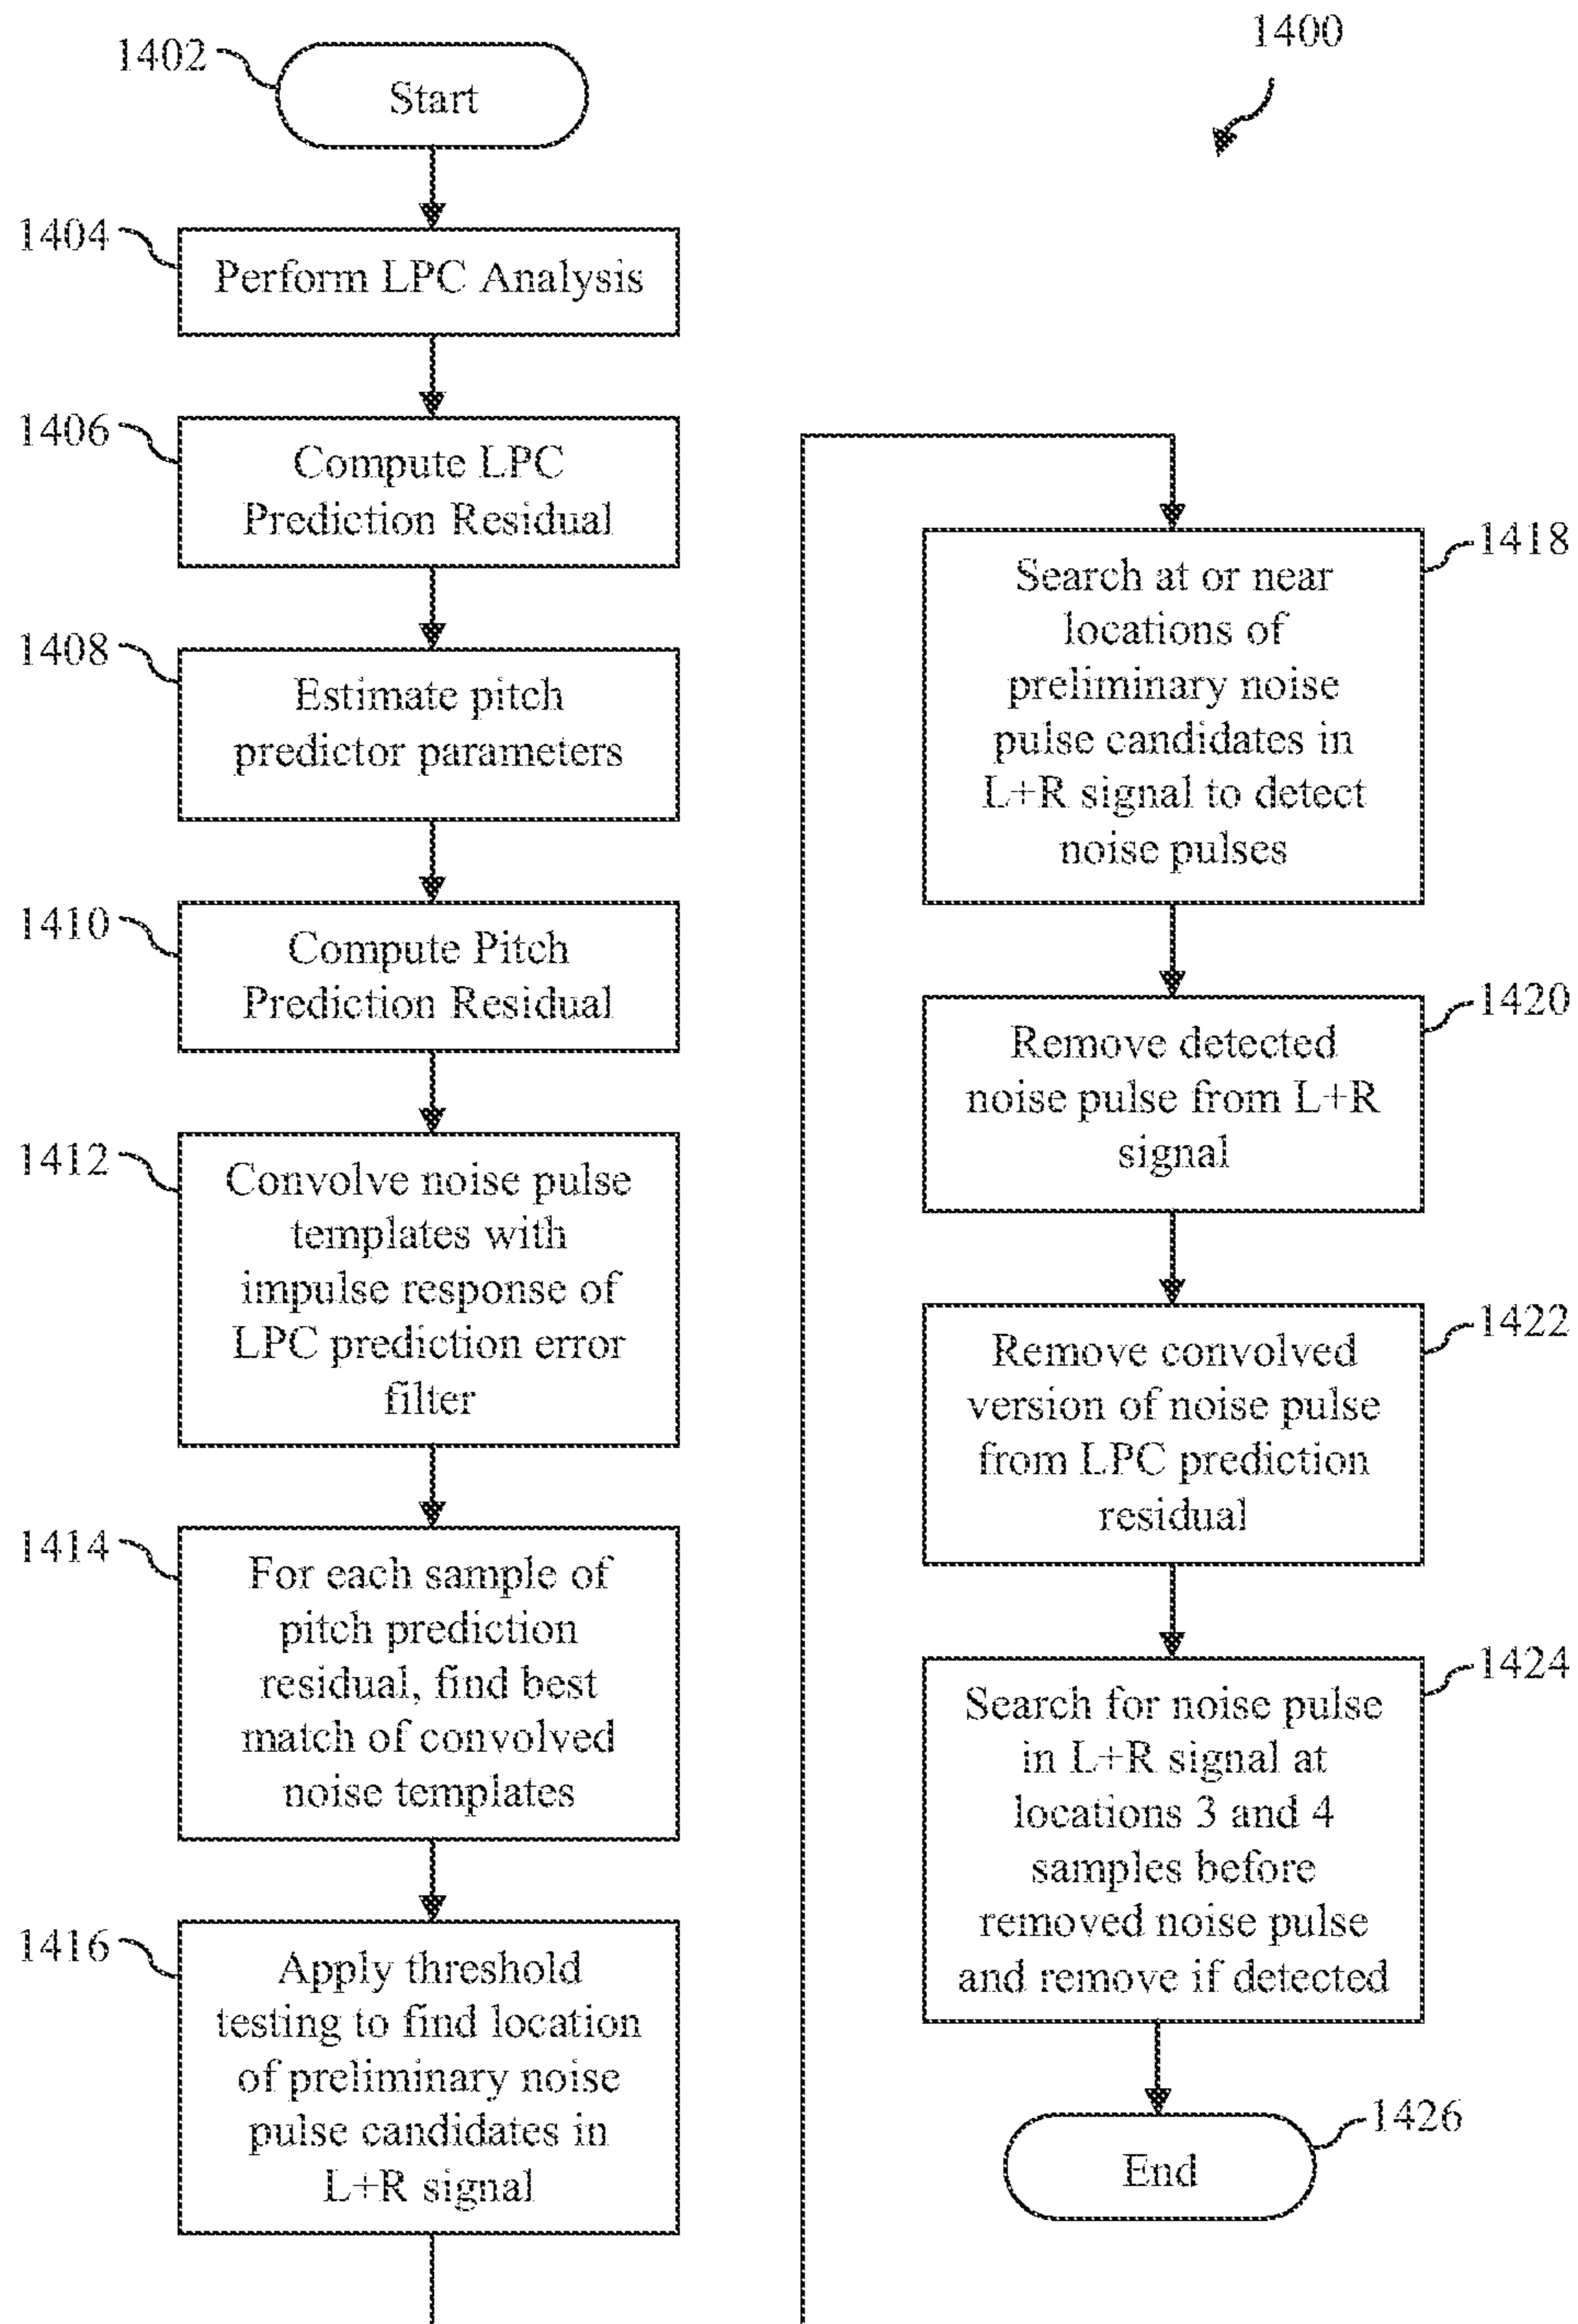 1400
1402
Start
1404
Perform LPC Analysis
1406
Compute LPC
Prediction Residual
1408
Estimate pitch
predictor parameters
1410
Compute Pitch
Prediction Residual
1412
Convolve noise pulse
templates with
impulse response of
LPC prediction error
filter
1414
For each sample of
pitch prediction
residual, find best
match of convolved
noise templates
1416
Apply threshold
testing to find location
of preliminary noise
pulse candidates in
L+R signal
1418
Search at or near
locations of
preliminary noise
pulse candidates in
L+R signal to detect
noise pulses
1420
Remove detected
noise pulse from L+R
signal
1422
Remove convolved
version of noise pulse
from LPC prediction
residual
1424
Search for noise pulse
in L+R signal at
locations 3 and 4
samples before
removed noise pulse
and remove if detected
1426
End